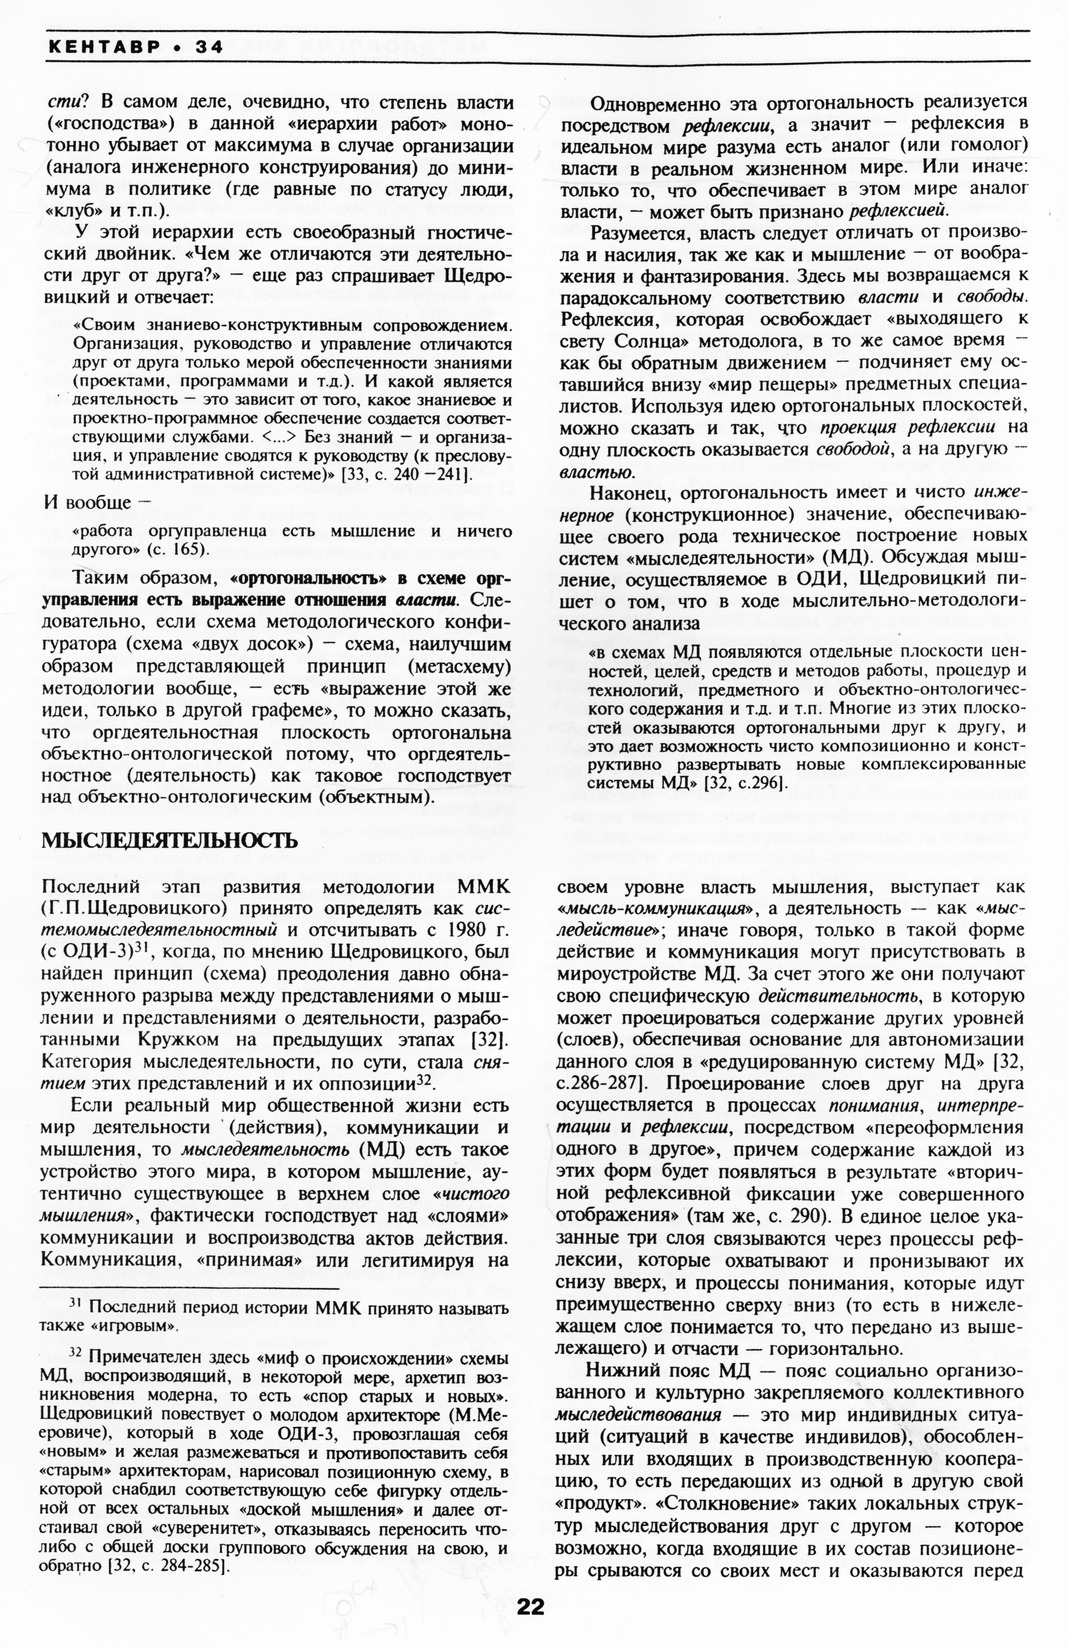 КЕНТАВР • 34
сти? В самом деле, очевидно, что степень власти
(«господства») в данной «иерархии работ» моно-
тонно убывает от максимума в случае организации
(аналога инженерного конструирования) до мини-
мума в политике (где равные по статусу люди,
«клуб» и т.п.).
У этой иерархии есть своеобразный гностиче-
ский двойник. «Чем же отличаются эти деятельно-
сти друг от друга?» — еще раз спрашивает Щедро-
вицкий и отвечает:
«Своим знаниево-конструктивным сопровождением.
Организация, руководство и управление отличаются
друг от друга только мерой обеспеченности знаниями
(проектами, программами и т.д.). И какой является
деятельность — это зависит от того, какое знаниевое и
проектно-программное обеспечение создается соответ-
ствующими службами. <...> Без знаний — и организа-
ция, и управление сводятся к руководству (к преслову-
той административной системе)» [33, с. 240 —241].
И вообще —
«работа оргуправленца есть мышление и ничего
другого» (с. 165).
Таким образом, «ортогональность» в схеме орг-
управления есть выражение отношения власти. Сле-
довательно, если схема методологического конфи-
гуратора (схема «двух досок») — схема, наилучшим
образом представляющей принцип (метасхему)
методологии вообще, — есть «выражение этой же
идеи, только в другой графеме», то можно сказать,
что оргдеятельностная плоскость ортогональна
объектно-онтологической потому, что оргдеятель-
ностное (деятельность) как таковое господствует
над объектно-онтологическим (объектным).
Одновременно эта ортогональность реализуется
посредством рефлексии, а значит — рефлексия в
идеальном мире разума есть аналог (или гомолог)
власти в реальном жизненном мире. Или иначе:
только то, что обеспечивает в этом мире аналог
власти, — может быть признано рефлексией.
Разумеется, власть следует отличать от произво-
ла и насилия, так же как и мышление — от вообра-
жения и фантазирования. Здесь мы возвращаемся к
парадоксальному соответствию власти и свободы.
Рефлексия, которая освобождает «выходящего к
свету Солнца» методолога, в то же самое время —
как бы обратным движением — подчиняет ему ос-
тавшийся внизу «мир пещеры» предметных специа-
листов. Используя идею ортогональных плоскостей,
можно сказать и так, что проекция рефлексии на
одну плоскость оказывается свободой, а на другую —
властью.
Наконец, ортогональность имеет и чисто инже-
нерное (конструкционное) значение, обеспечиваю-
щее своего рода техническое построение новых
систем «мыследеятельности» (МД). Обсуждая мыш-
ление, осуществляемое в ОДИ, Щедровицкий пи-
шет о том, что в ходе мыслительно-методологи-
ческого анализа
«в схемах МД появляются отдельные плоскости цен-
ностей, целей, средств и методов работы, процедур и
технологий, предметного и объектно-онтологичес-
кого содержания и т.д. и т.п. Многие из этих плоско-
стей оказываются ортогональными друг к другу, и
это дает возможность чисто композиционно и конст-
руктивно развертывать новые комплексированные
системы МД» [32, с.296].
МЫСЛЕДЕЯТЕЛЬНОСТЬ
Последний этап развития методологии ММК
(Г.П.Щедровицкого) принято определять как сис-
темомыследеятельностный и отсчитывать с 1980 г.
(с ОДИ-3)31, когда, по мнению Щедровицкого, был
найден принцип (схема) преодоления давно обна-
руженного разрыва между представлениями о мыш-
лении и представлениями о деятельности, разрабо-
танными Кружком на предыдущих этапах [32].
Категория мыследеятельности, по сути, стала сня-
тием этих представлений и их оппозиции32.
Если реальный мир общественной жизни есть
мир деятельности (действия), коммуникации и
мышления, то мыследеятельность (МД) есть такое
устройство этого мира, в котором мышление, ау-
тентично существующее в верхнем слое «чистого
мышления», фактически господствует над «слоями»
коммуникации и воспроизводства актов действия.
Коммуникация, «принимая» или легитимируя на
31 Последний период истории ММК принято называть
также «игровым».
32 Примечателен здесь «миф о происхождении» схемы
МД, воспроизводящий, в некоторой мере, архетип воз-
никновения модерна, то есть «спор старых и новых».
Щедровицкий повествует о молодом архитекторе (М.Ме-
еровиче), который в ходе ОДИ-3, провозглашая себя
«новым» и желая размежеваться и противопоставить себя
«старым» архитекторам, нарисовал позиционную схему, в
которой снабдил соответствующую себе фигурку отдель-
ной от всех остальных «доской мышления» и далее от-
стаивал свой «суверенитет», отказываясь переносить что-
либо с общей доски группового обсуждения на свою, и
обратно [32, с. 284-285].
своем уровне власть мышления, выступает как
«мысль-коммуникация», а деятельность — как «мыс-
ледействие»; иначе говоря, только в такой форме
действие и коммуникация могут присутствовать в
мироустройстве МД. За счет этого же они получают
свою специфическую действительность, в которую
может проецироваться содержание других уровней
(слоев), обеспечивая основание для автономизации
данного слоя в «редуцированную систему МД» [32,
с.286-287]. Проецирование слоев друг на друга
осуществляется в процессах понимания, интерпре-
тации и рефлексии, посредством «переоформления
одного в другое», причем содержание каждой из
этих форм будет появляться в результате «вторич-
ной рефлексивной фиксации уже совершенного
отображения» (там же, с. 290). В единое целое ука-
занные три слоя связываются через процессы реф-
лексии, которые охватывают и пронизывают их
снизу вверх, и процессы понимания, которые идут
преимущественно сверху вниз (то есть в нижеле-
жащем слое понимается то, что передано из выше-
лежащего) и отчасти — горизонтально.
Нижний пояс МД — пояс социально организо-
ванного и культурно закрепляемого коллективного
мыследействования — это мир индивидных ситуа-
ций (ситуаций в качестве индивидов), обособлен-
ных или входящих в производственную коопера-
цию, то есть передающих из одной в другую свой
«продукт». «Столкновение» таких локальных струк-
тур мыследействования друг с другом — которое
возможно, когда входящие в их состав позиционе-
ры срываются со своих мест и оказываются перед
22